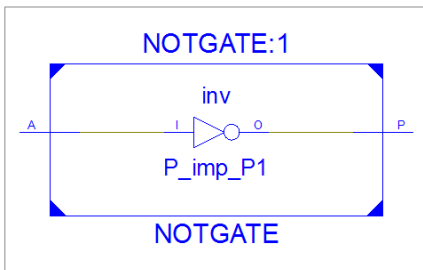 NOTGATE:1
inv
A I O P
P_imp_P1
NOTGATE